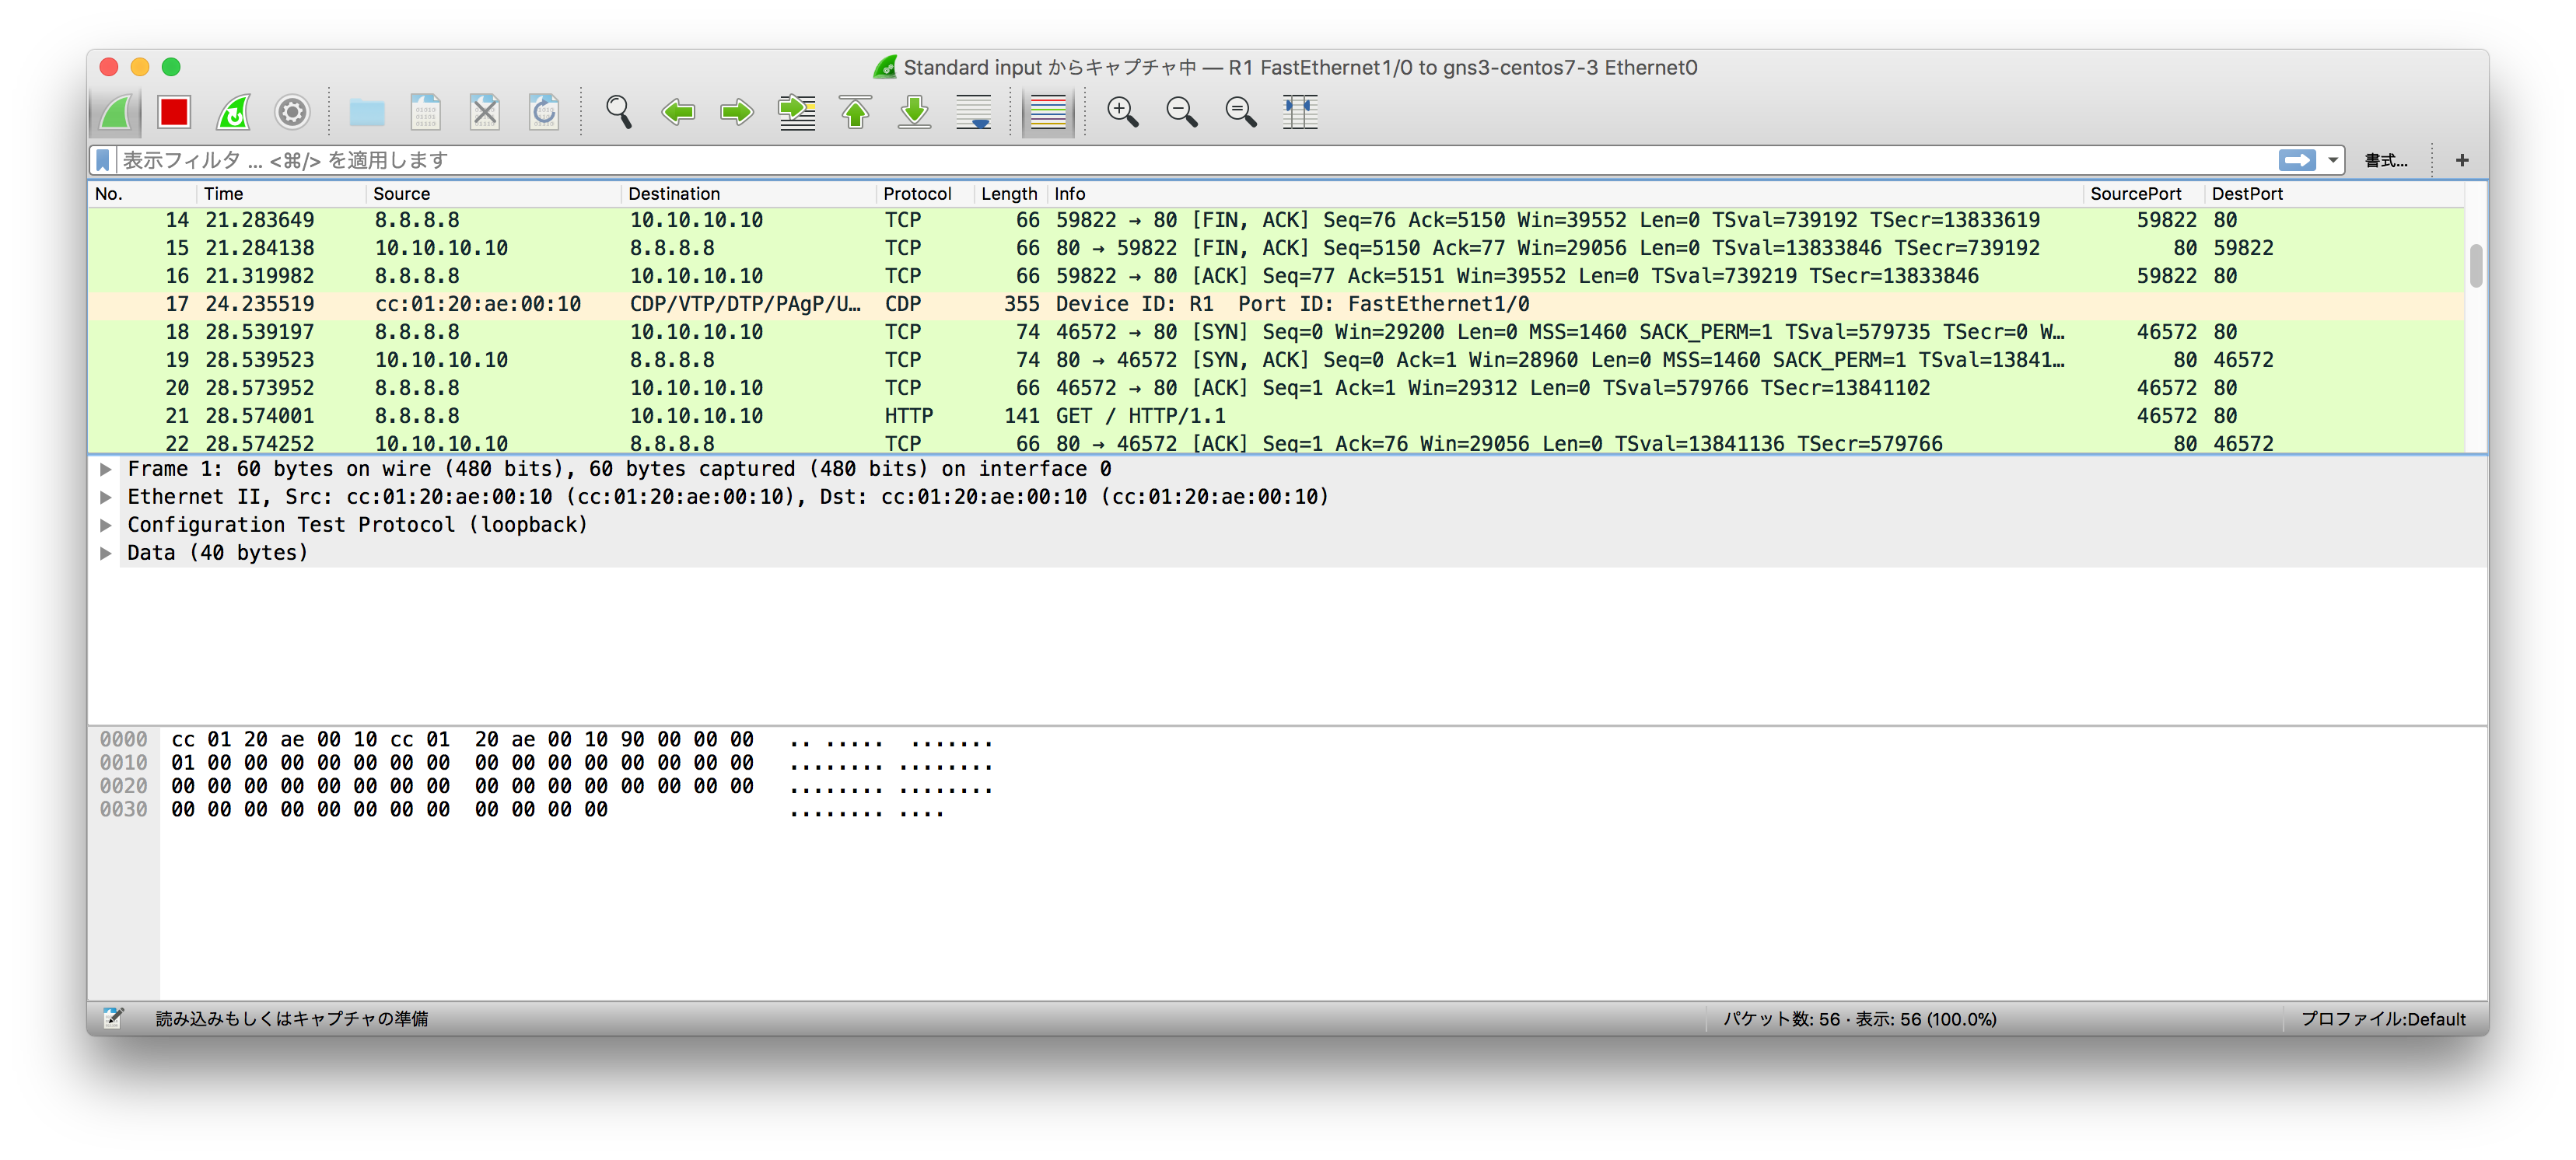 Standard input からキャプチャ中 — R1 FastEthernet1/0 to gns3-centos7-3 Ethernet0
表示フィルタ ... <⌘/> を適用します 書式... +
No. Time Source Destination Protocol Length Info SourcePort DestPort
14 21.283649 8.8.8.8 10.10.10.10 TCP 66 59822 → 80 [FIN, ACK] Seq=76 Ack=5150 Win=39552 Len=0 TSval=739192 TSecr=13833619 59822 80
15 21.284138 10.10.10.10 8.8.8.8 TCP 66 80 → 59822 [FIN, ACK] Seq=5150 Ack=77 Win=29056 Len=0 TSval=13833846 TSecr=739192 80 59822
16 21.319982 8.8.8.8 10.10.10.10 TCP 66 59822 → 80 [ACK] Seq=77 Ack=5151 Win=39552 Len=0 TSval=739219 TSecr=13833846 59822 80
17 24.235519 cc:01:20:ae:00:10 CDP/VTP/DTP/PAgP/U... CDP 355 Device ID: R1 Port ID: FastEthernet1/0
18 28.539197 8.8.8.8 10.10.10.10 TCP 74 46572 → 80 [SYN] Seq=0 Win=29200 Len=0 MSS=1460 SACK_PERM=1 TSval=579735 TSecr=0 W... 46572 80
19 28.539523 10.10.10.10 8.8.8.8 TCP 74 80 → 46572 [SYN, ACK] Seq=0 Ack=1 Win=28960 Len=0 MSS=1460 SACK_PERM=1 TSval=13841... 80 46572
20 28.573952 8.8.8.8 10.10.10.10 TCP 66 46572 → 80 [ACK] Seq=1 Ack=1 Win=29312 Len=0 TSval=579766 TSecr=13841102 46572 80
21 28.574001 8.8.8.8 10.10.10.10 HTTP 141 GET / HTTP/1.1 46572 80
22 28.574252 10.10.10.10 8.8.8.8 TCP 66 80 → 46572 [ACK] Seq=1 Ack=76 Win=29056 Len=0 TSval=13841136 TSecr=579766 80 46572
Frame 1: 60 bytes on wire (480 bits), 60 bytes captured (480 bits) on interface 0
Ethernet II, Src: cc:01:20:ae:00:10 (cc:01:20:ae:00:10), Dst: cc:01:20:ae:00:10 (cc:01:20:ae:00:10)
Configuration Test Protocol (loopback)
Data (40 bytes)
0000 cc 01 20 ae 00 10 cc 01 20 ae 00 10 90 00 00 00 .. ..... .......
0010 01 00 00 00 00 00 00 00 00 00 00 00 00 00 00 00 ........ ........
0020 00 00 00 00 00 00 00 00 00 00 00 00 00 00 00 00 ........ ........
0030 00 00 00 00 00 00 00 00 00 00 00 00 ........ ....
読み込みもしくはキャプチャの準備 パケット数: 56 · 表示: 56 (100.0%) プロファイル:Default